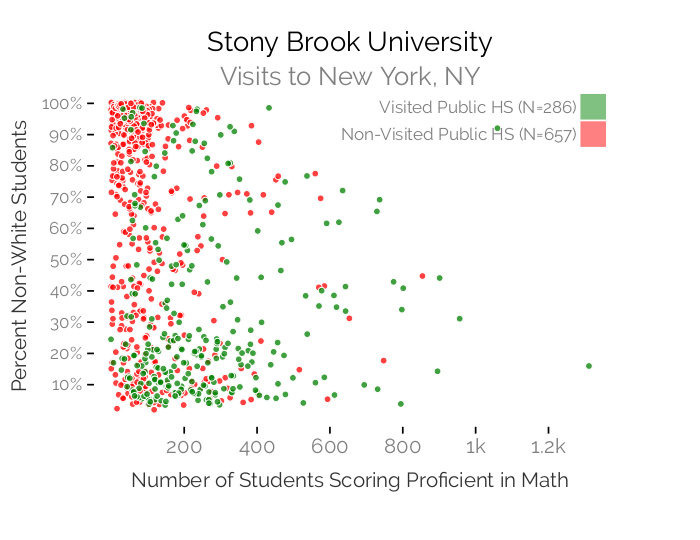 Stony Brook University
Visits to New York, NY
Visited Public HS (N=286)
Non-Visited Public HS (N=657)
Percent Non-White Students
100%
90%
80%
70%
60%
50%
40%
30%
20%
10%
200
400
600
800
1k
1.2k
Number of Students Scoring Proficient in Math